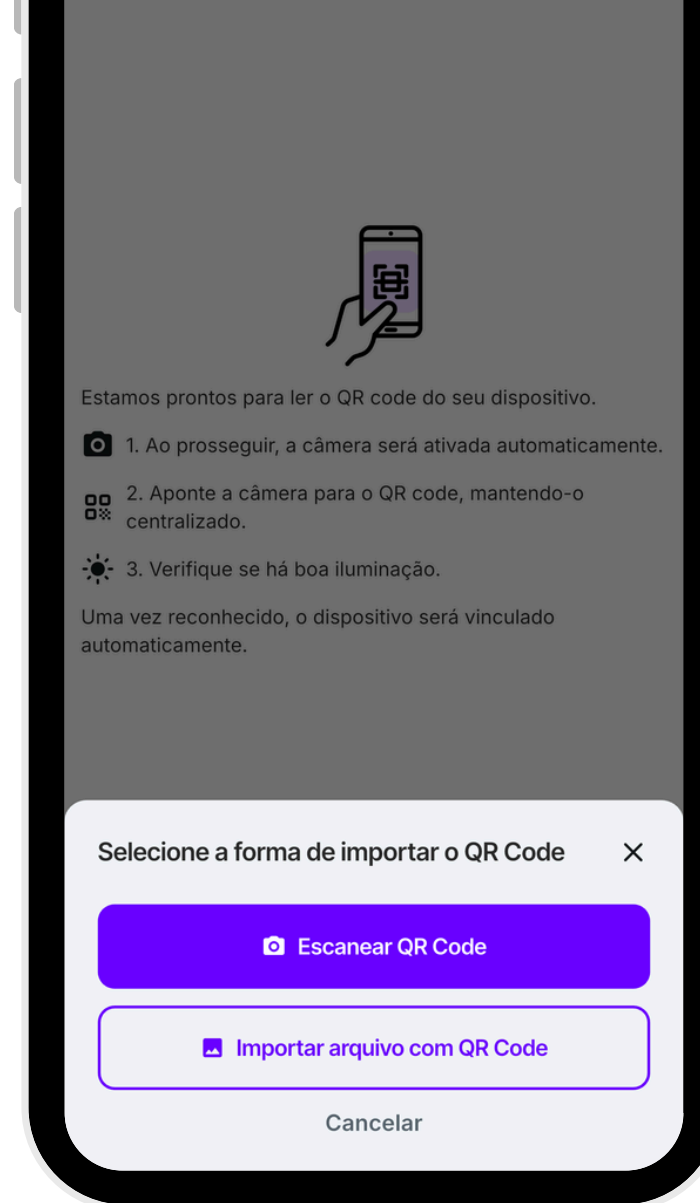 Estamos prontos para ler o QR code do seu dispositivo.
1. Ao prosseguir, a câmera será ativada automaticamente.
2. Aponte a câmera para o QR code, mantendo-o
centralizado.
3. Verifique se há boa iluminação.
Uma vez reconhecido, o dispositivo será vinculado
automaticamente.
Selecione a forma de importar o QR Code
Escanear QR Code
Importar arquivo com QR Code
Cancelar